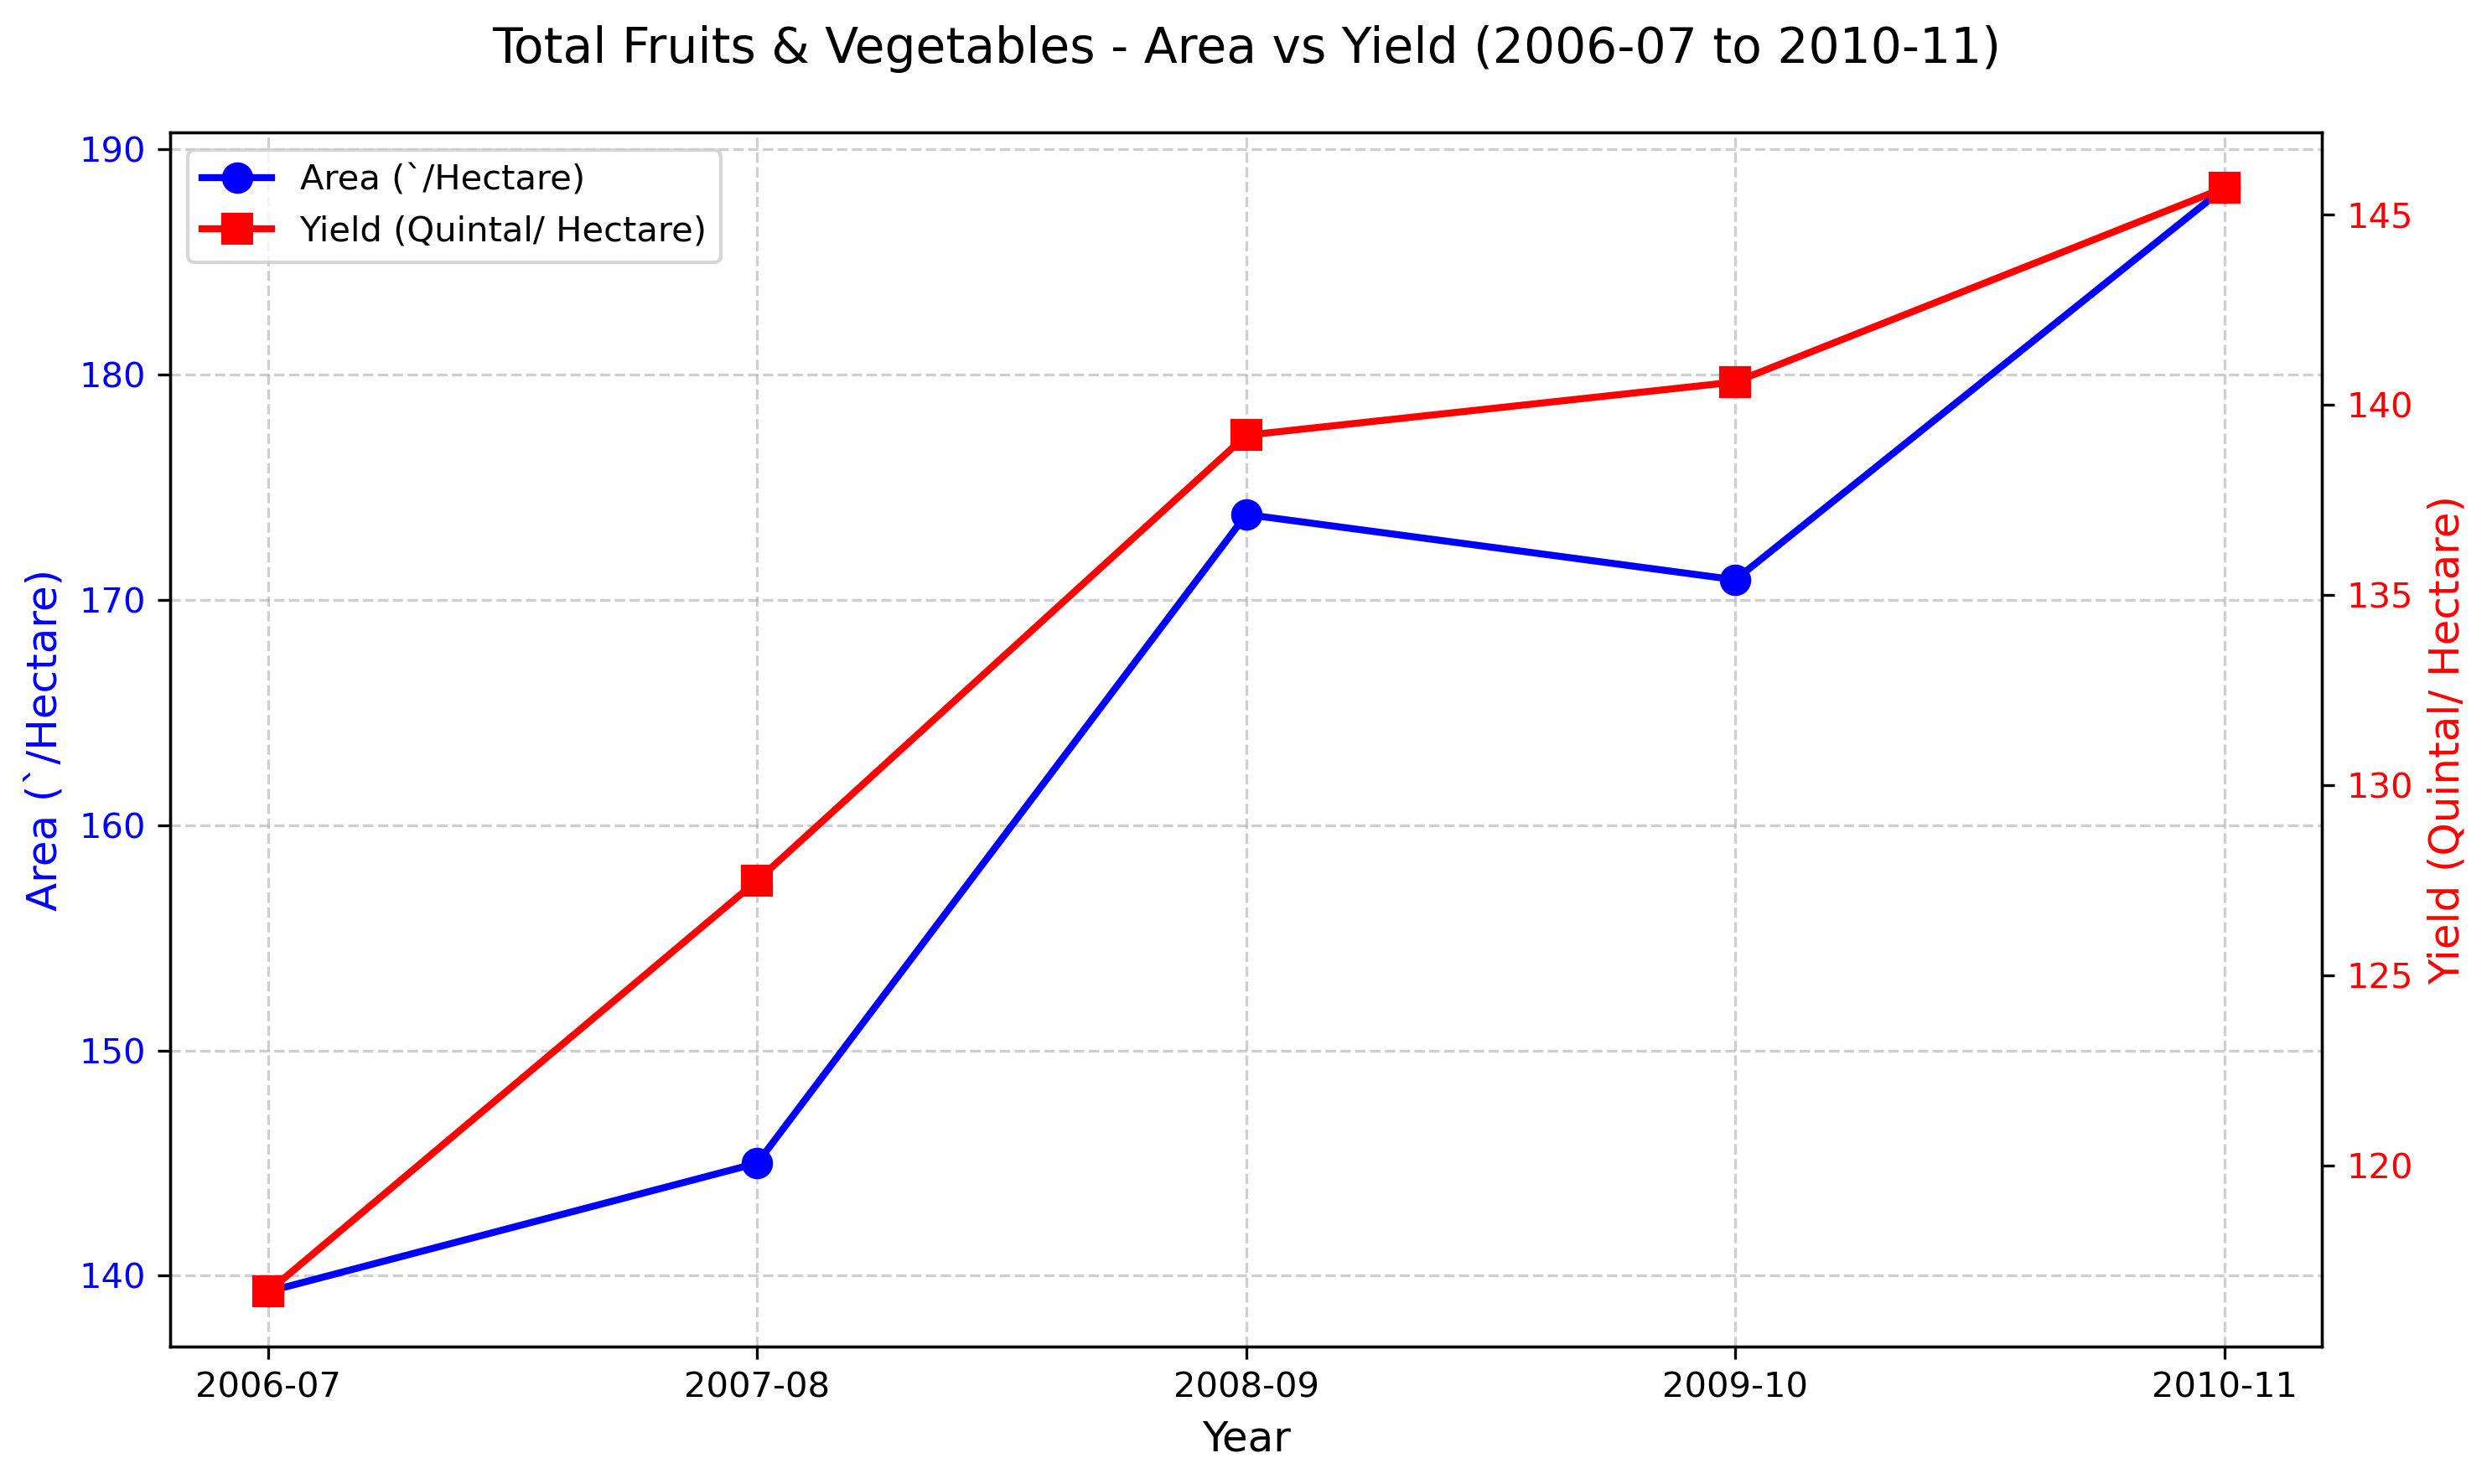 Total Fruits & Vegetables - Area vs Yield (2006-07 to 2010-11)
Area (`/Hectare)
Yield (Quintal/ Hectare)
190
180
170
160
150
140
Area (`/Hectare)
145
140
135
130
125
120
Yield (Quintal/ Hectare)
2006-07 2007-08 2008-09 2009-10 2010-11
Year